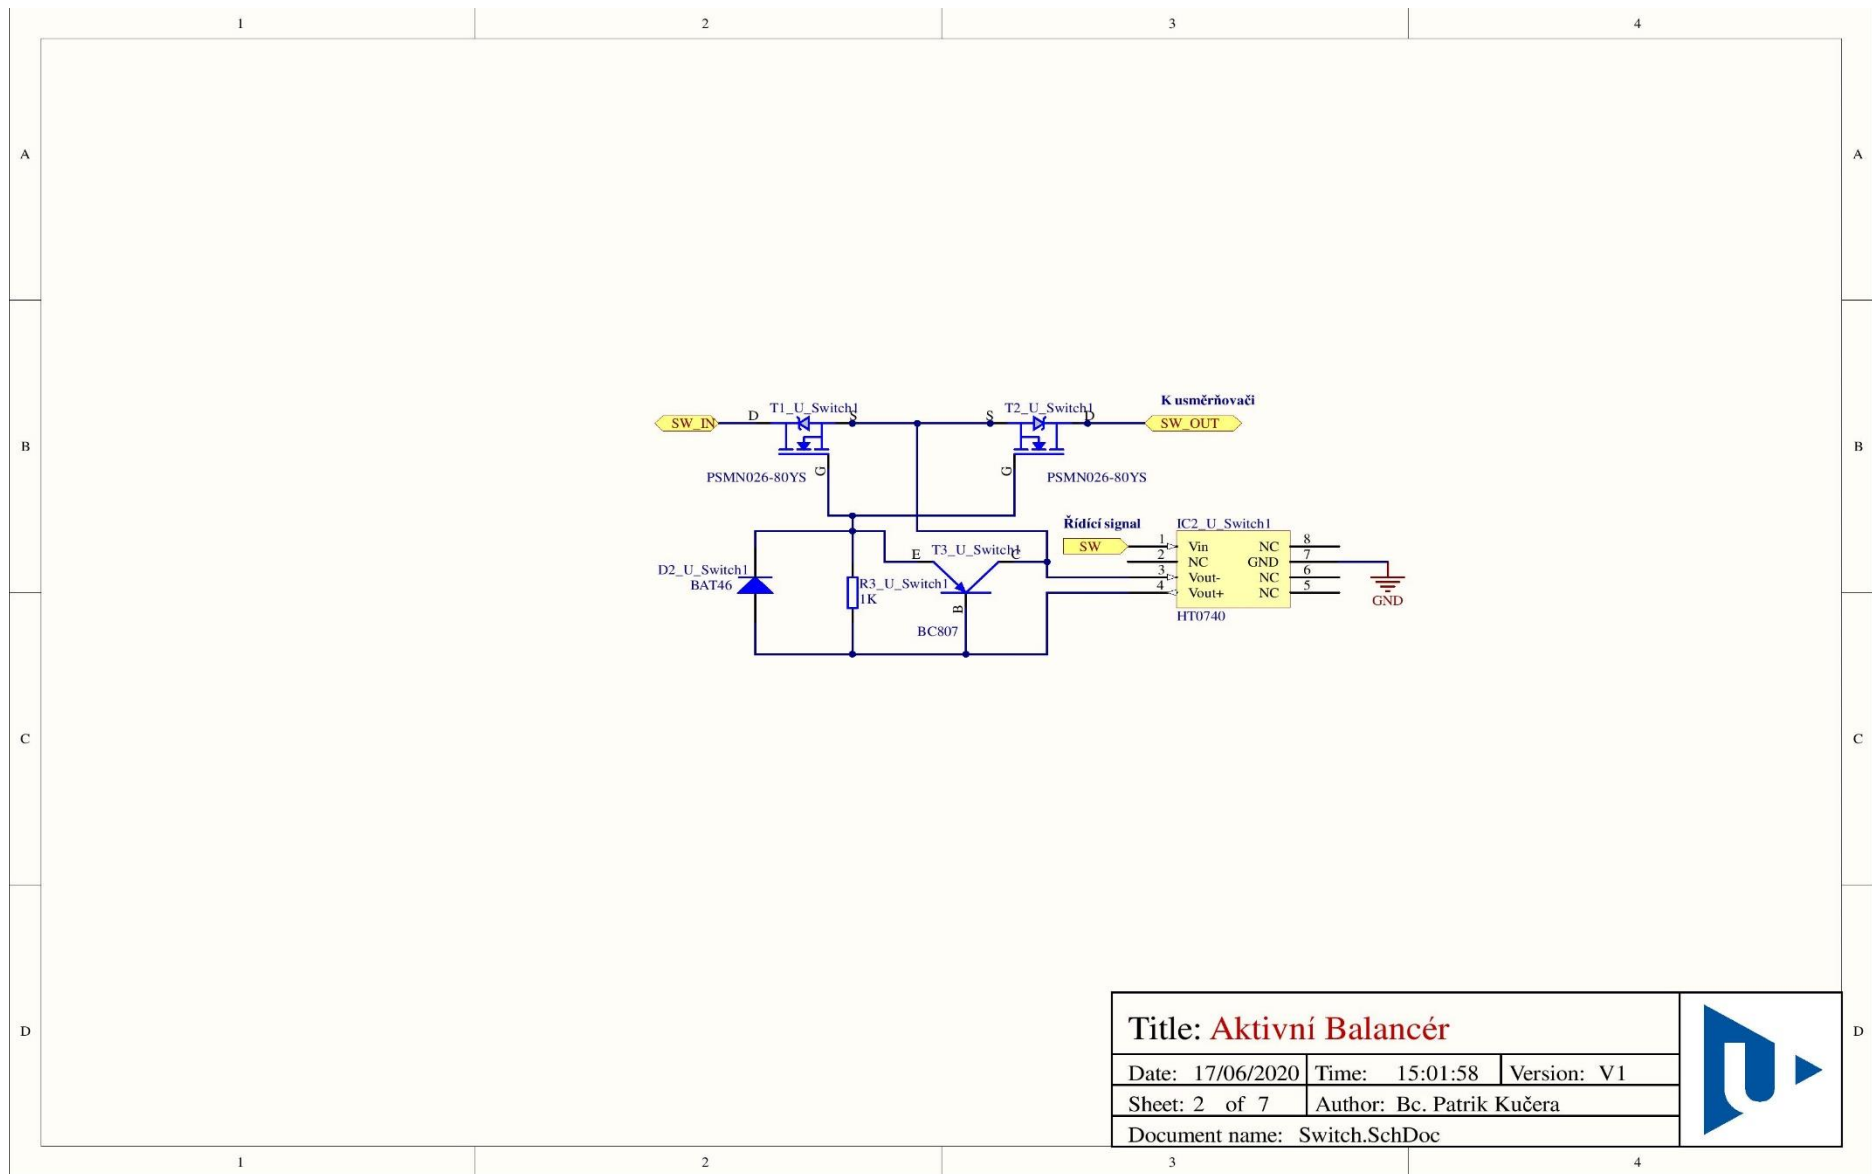 1 2 3 4
A A
K usměrňovači
T1_U_Switch1 T2_U_Switch1
SW_IN D S S D SW_OUT
B B
G G
PSMN026-80YS PSMN026-80YS
Řídící signal IC2_U_Switch1
SW 1 Vin NC 8
E T3_U_Switch1 C 2 NC GND 7
D2_U_Switch1 3 Vout- NC 6
BAT46 R3_U_Switch1 4 Vout+ NC 5
1K GND
B HT0740
BC807
C C
D D
Title: Aktivní Balancér
Date: 17/06/2020 Time: 15:01:58 Version: V1
Sheet: 2 of 7 Author: Bc. Patrik Kučera
Document name: Switch.SchDoc
U
1 2 3 4